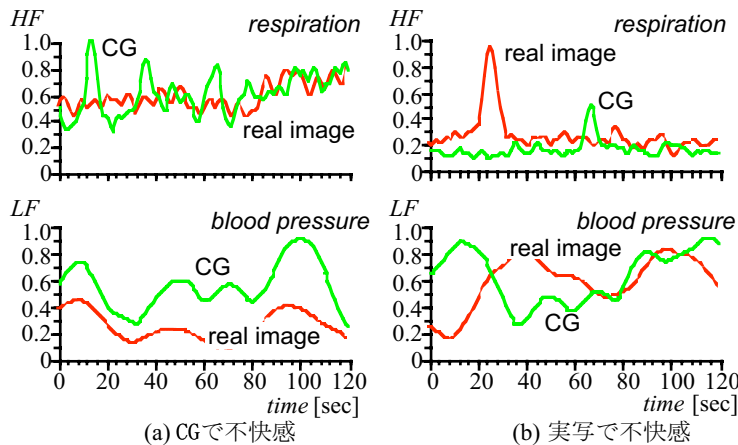 HF
respiration
1.0
0.8
0.6
0.4
0.2
0
CG
real image
HF
respiration
1.0
0.8
0.6
0.4
0.2
0
real image
CG
LF
blood pressure
1.0
0.8
0.6
0.4
0.2
0
CG
real image
0 20 40 60 80 100 120
time [sec]
(a) CGで不快感
LF
blood pressure
1.0
0.8
0.6
0.4
0.2
0
real image
CG
0 20 40 60 80 100 120
time [sec]
(b) 実写で不快感